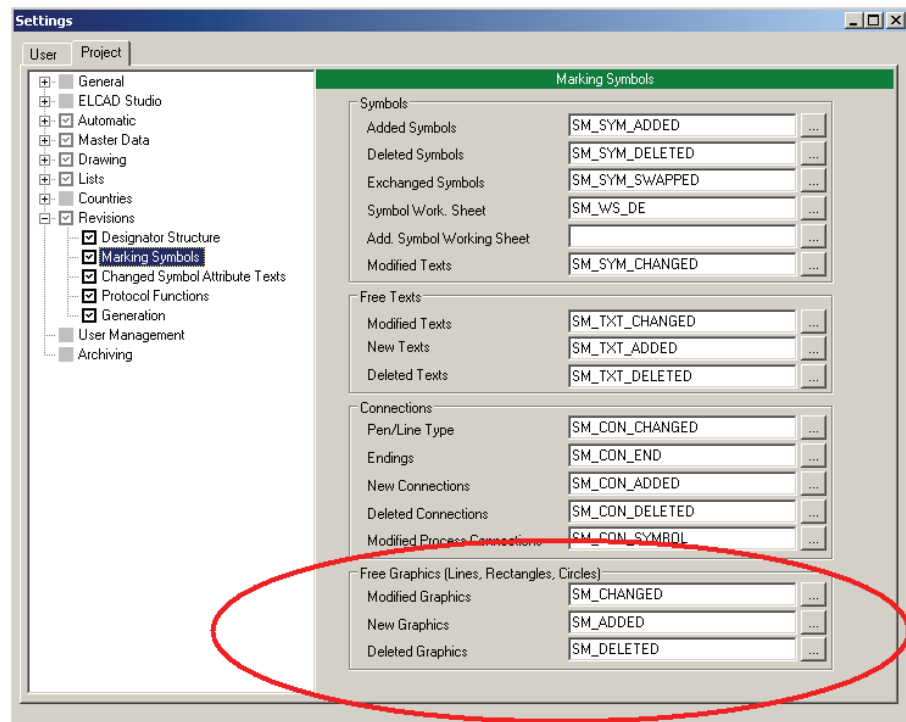 Settings
User
Project
General
ELCAD Studio
Automatic
Master Data
Drawing
Lists
Countries
Revisions
Designator Structure
Marking Symbols
Changed Symbol Attribute Texts
Protocol Functions
Generation
User Management
Archiving
Marking Symbols
Symbols
Added Symbols SM_SYM_ADDED ...
Deleted Symbols SM_SYM_DELETED ...
Exchanged Symbols SM_SYM_SWAPPED ...
Symbol Work. Sheet SM_WS_DE ...
Add. Symbol Working Sheet ...
Modified Texts SM_SYM_CHANGED ...
Free Texts
Modified Texts SM_TXT_CHANGED ...
New Texts SM_TXT_ADDED ...
Deleted Texts SM_TXT_DELETED ...
Connections
Pen/Line Type SM_CON_CHANGED ...
Endings SM_CON_END ...
New Connections SM_CON_ADDED ...
Deleted Connections SM_CON_DELETED ...
Modified Process Connections SM_CON_SYMBOL ...
Free Graphics (Lines, Rectangles, Circles)
Modified Graphics SM_CHANGED ...
New Graphics SM_ADDED ...
Deleted Graphics SM_DELETED ...